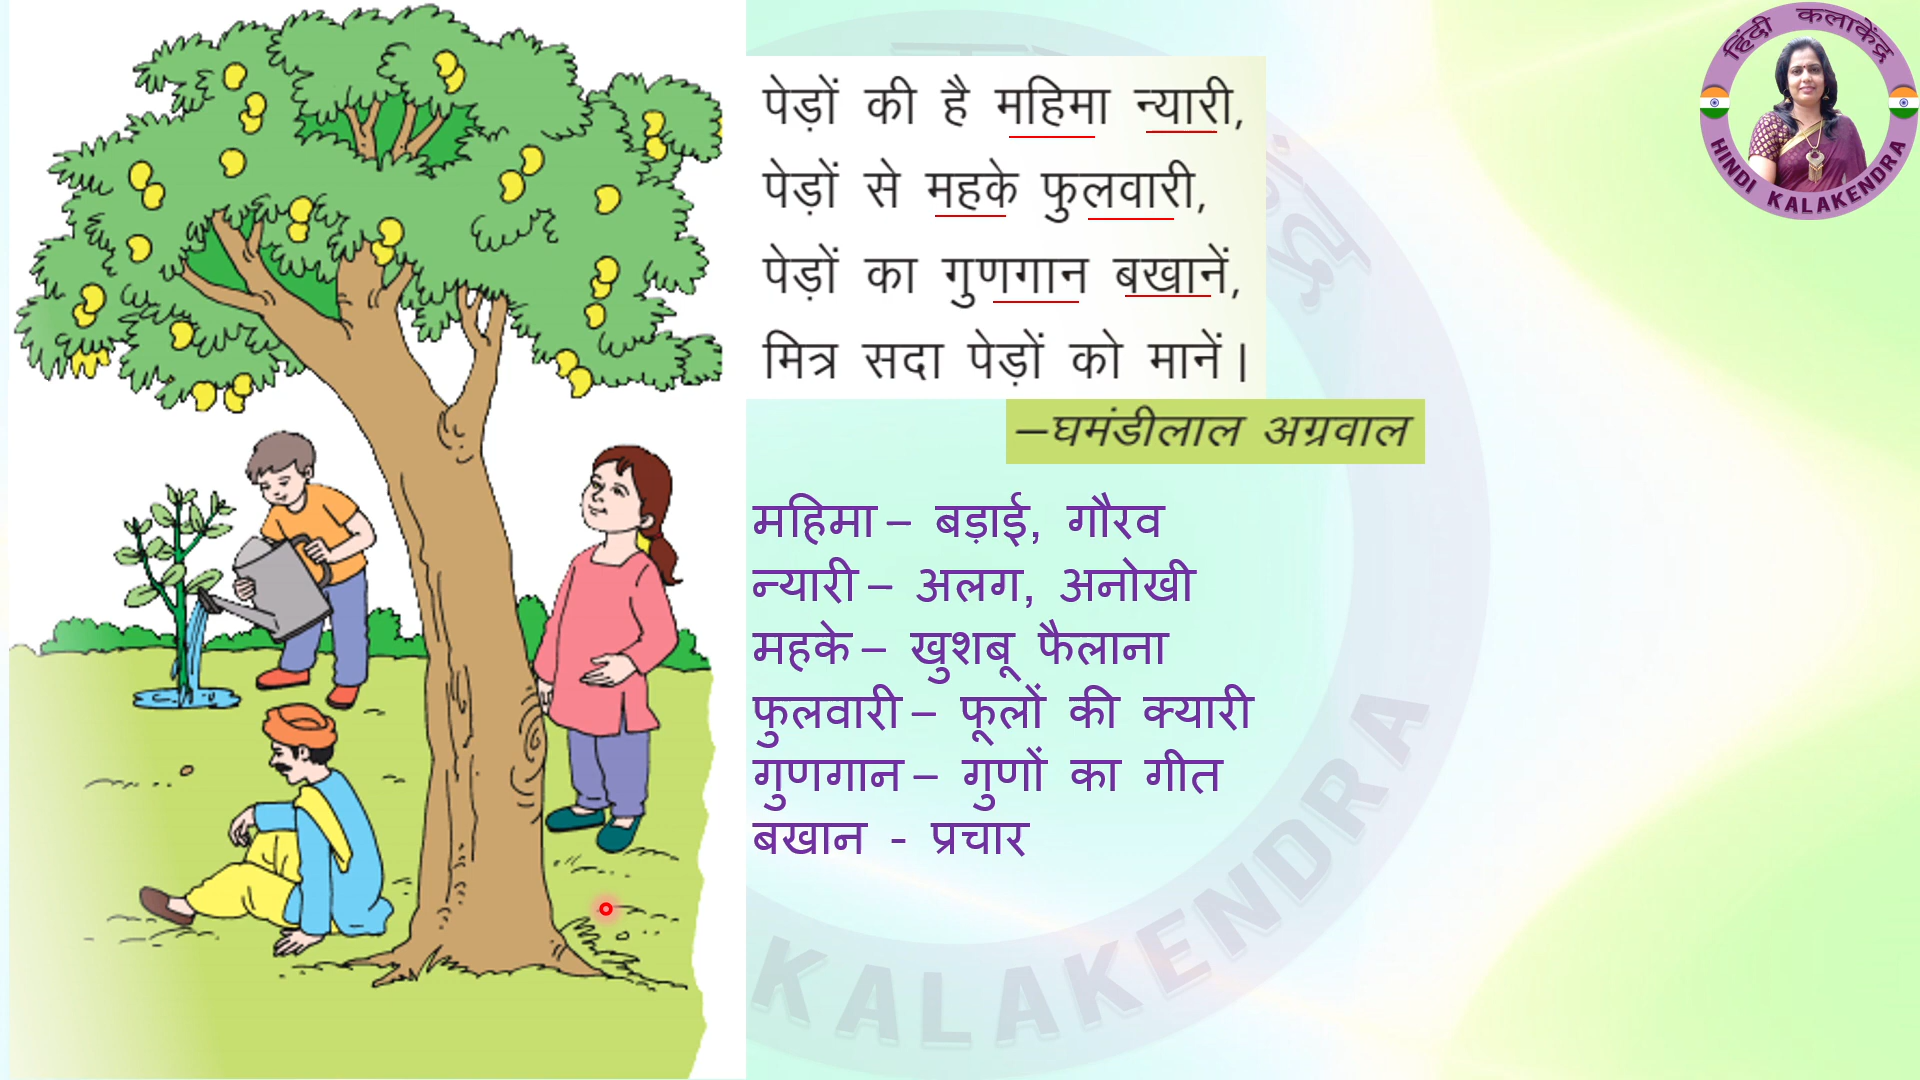 पेड़ों की है महिमा न्यारी,
पेड़ों से महके फुलवारी,
पेड़ों का गुणगान बखानें,
मित्र सदा पेड़ों को मानें।
–घमंडीलाल अग्रवाल
महिमा – बड़ाई, गौरव
न्यारी – अलग, अनोखी
महके – खुशबू फैलाना
फुलवारी – फूलों की क्यारी
गुणगान – गुणों का गीत
बखान - प्रचार
हिंदी कलाकेंद्र
HINDI KALAKENDRA
KALAKENDRA